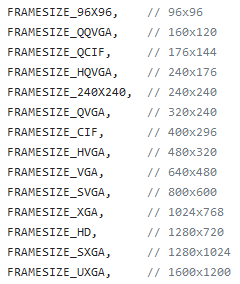 FRAMESIZE_96X96,    // 96x96
FRAMESIZE_QQVGA,    // 160x120
FRAMESIZE_QCIF,     // 176x144
FRAMESIZE_HQVGA,    // 240x176
FRAMESIZE_240X240,  // 240x240
FRAMESIZE_QVGA,     // 320x240
FRAMESIZE_CIF,      // 400x296
FRAMESIZE_HVGA,     // 480x320
FRAMESIZE_VGA,      // 640x480
FRAMESIZE_SVGA,     // 800x600
FRAMESIZE_XGA,      // 1024x768
FRAMESIZE_HD,       // 1280x720
FRAMESIZE_SXGA,     // 1280x1024
FRAMESIZE_UXGA,     // 1600x1200